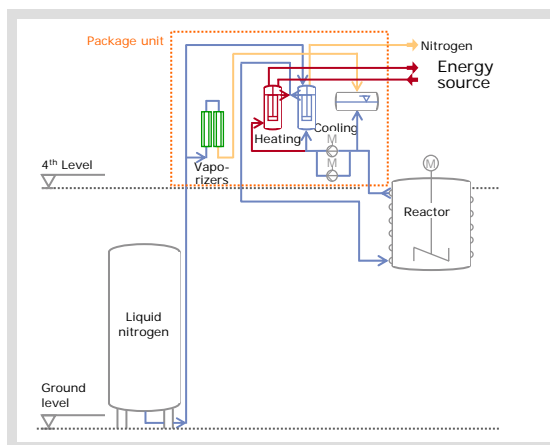 Package unit
Nitrogen
Energy
source
Cooling
Heating
M
M
4th Level
Vapo-
rizers
M
Reactor
Liquid
nitrogen
Ground
level